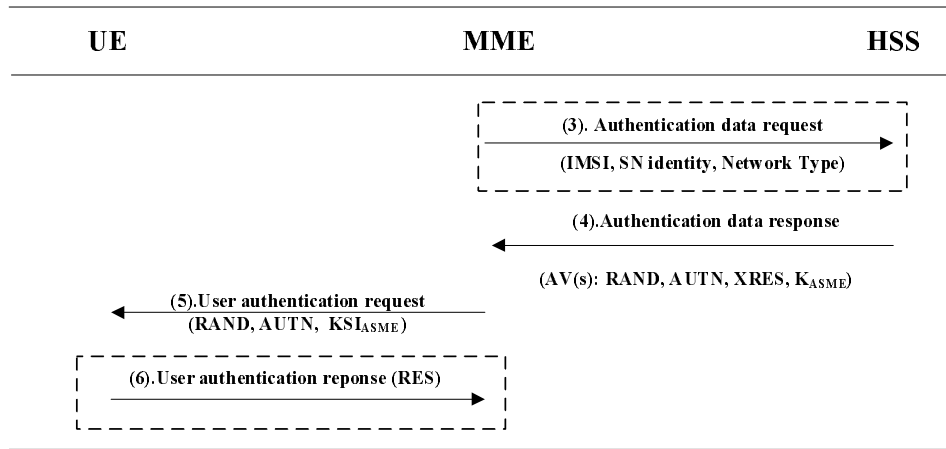 UE MME HSS
(3). Authentication data request
(IMSI, SN identity, Network Type)
(4).Authentication data response
(AV(s): RAND, AUTN, XRES, KASME)
(5).User authentication request
(RAND, AUTN, KSIASME)
(6).User authentication reponse (RES)